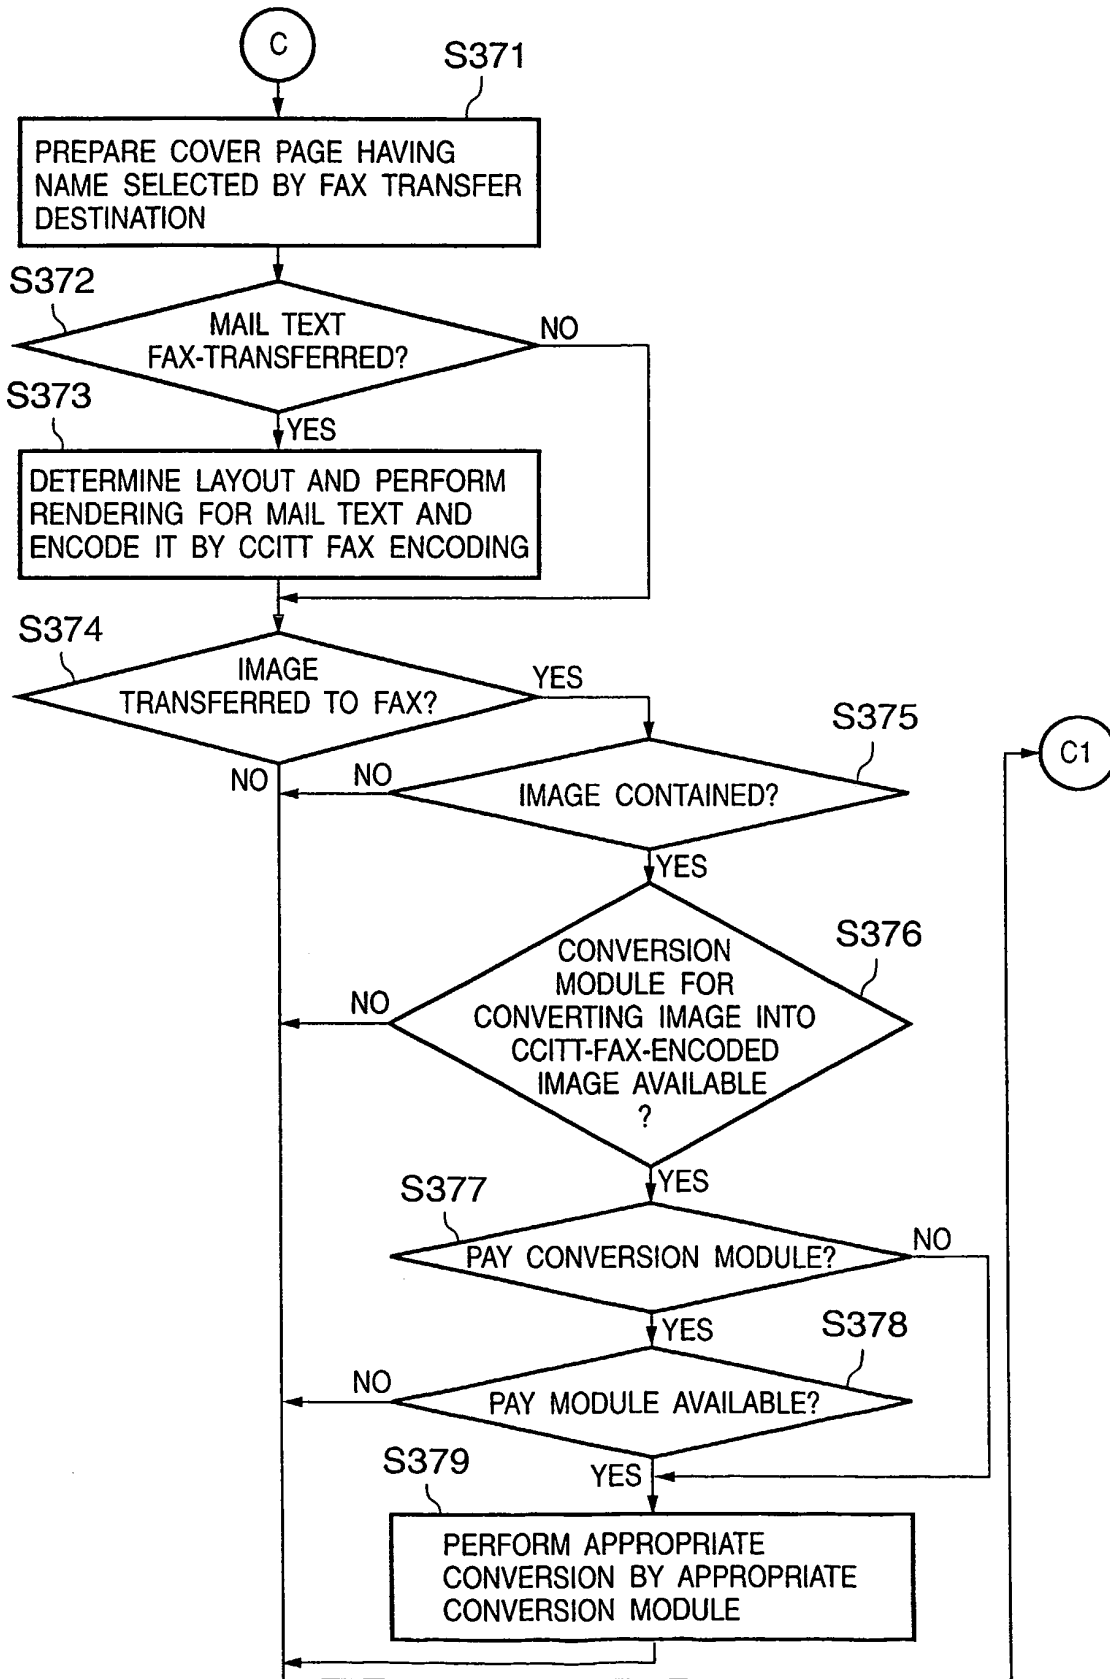 C
S371
PREPARE COVER PAGE HAVING
NAME SELECTED BY FAX TRANSFER
DESTINATION
S372
MAIL TEXT
FAX-TRANSFERRED?
NO
S373
YES
DETERMINE LAYOUT AND PERFORM
RENDERING FOR MAIL TEXT AND
ENCODE IT BY CCITT FAX ENCODING
S374
IMAGE
TRANSFERRED TO FAX?
YES
NO
S375
C1
NO
IMAGE CONTAINED?
YES
S376
CONVERSION
MODULE FOR
CONVERTING IMAGE INTO
CCITT-FAX-ENCODED
IMAGE AVAILABLE
?
NO
YES
S377
PAY CONVERSION MODULE?
NO
YES
S378
NO
PAY MODULE AVAILABLE?
YES
S379
PERFORM APPROPRIATE
CONVERSION BY APPROPRIATE
CONVERSION MODULE